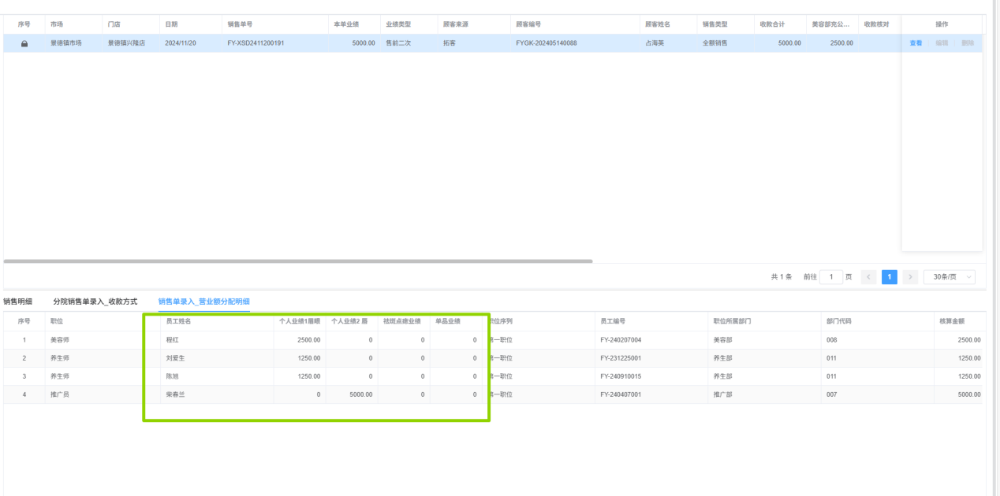 序号 市场 门店 日期 销售单号 本单业绩 业绩类型 顾客来源 顾客编号 顾客姓名 销售类型 收款合计 美容部充公... 收款核对 操作
景德镇市场 景德镇兴隆店 2024/11/20 FY-XSD2411200191 5000.00 售前二次 拓客 FYGK-202405140088 占海英 全额销售 5000.00 2500.00 查看 编辑 删除
共 1 条 前往 1 页 1 30条/页
销售明细 分院销售单录入_收款方式 销售单录入_营业额分配明细
序号 职位 员工姓名 个人业绩1眉眼 个人业绩2 唇 祛斑点痣业绩 单品业绩 职位序列 员工编号 职位所属部门 部门代码 核算金额
1 美容师 程红 2500.00 0 0 0 第一职位 FY-240207004 美容部 008 2500.00
2 养生师 刘爱生 1250.00 0 0 0 第一职位 FY-231225001 养生部 011 1250.00
3 养生师 陈旭 1250.00 0 0 0 第一职位 FY-240910015 养生部 011 1250.00
4 推广员 柴春兰 0 5000.00 0 0 第一职位 FY-240407001 推广部 007 5000.00